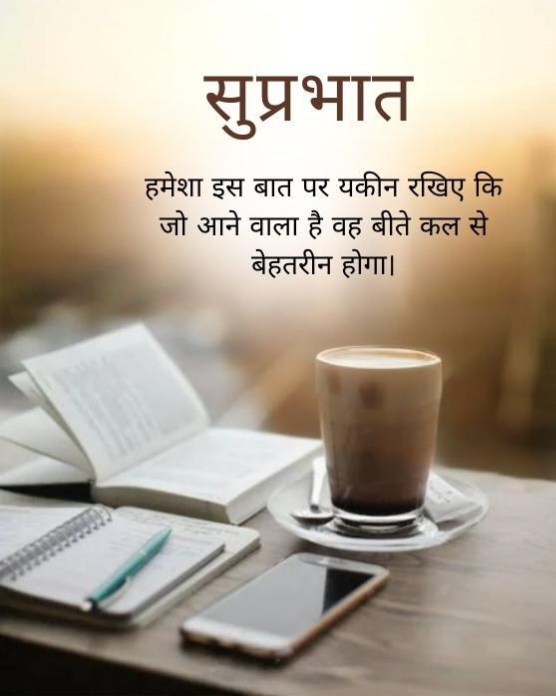 सुप्रभात
हमेशा इस बात पर यकीन रखिए कि
जो आने वाला है वह बीते कल से
बेहतरीन होगा।